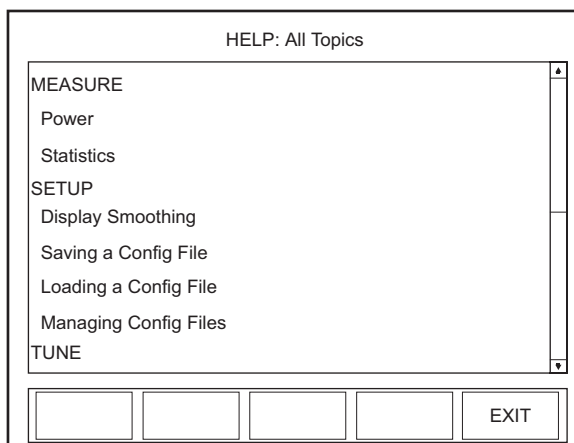 HELP: All Topics
MEASURE
Power
Statistics
SETUP
Display Smoothing
Saving a Config File
Loading a Config File
Managing Config Files
TUNE
EXIT